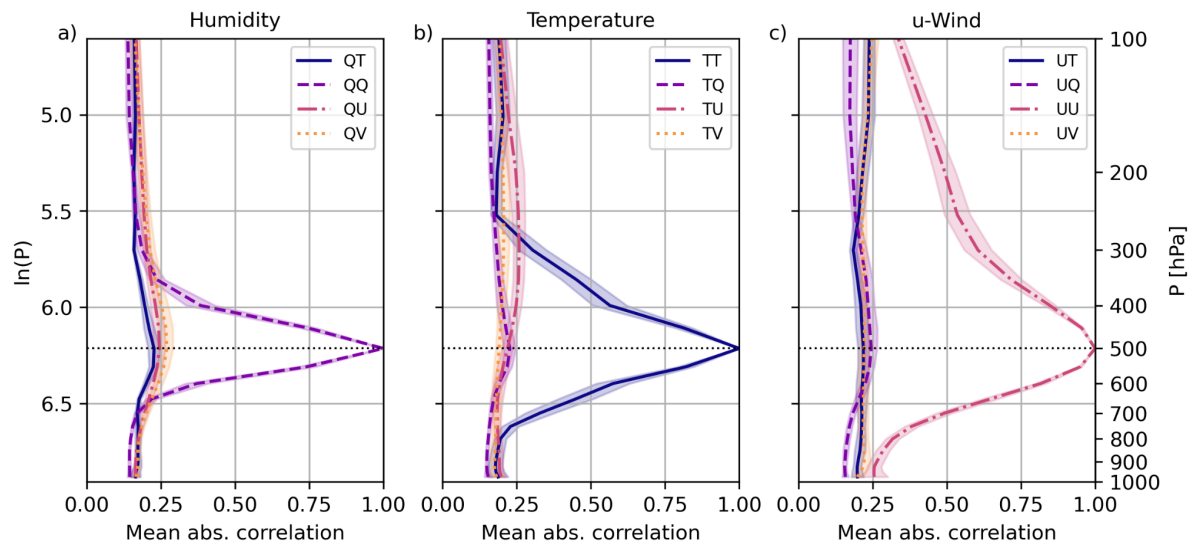 Humidity
Temperature
u-Wind
a)
b)
c)
QT
QQ
QU
QV
TT
TQ
TU
TV
UT
UQ
UU
UV
ln(P)
5.0
5.5
6.0
6.5
P [hPa]
100
200
300
400
500
600
700
800
900
1000
0.00 0.25 0.50 0.75 1.00
0.00 0.25 0.50 0.75 1.00
0.00 0.25 0.50 0.75 1.00
Mean abs. correlation
Mean abs. correlation
Mean abs. correlation